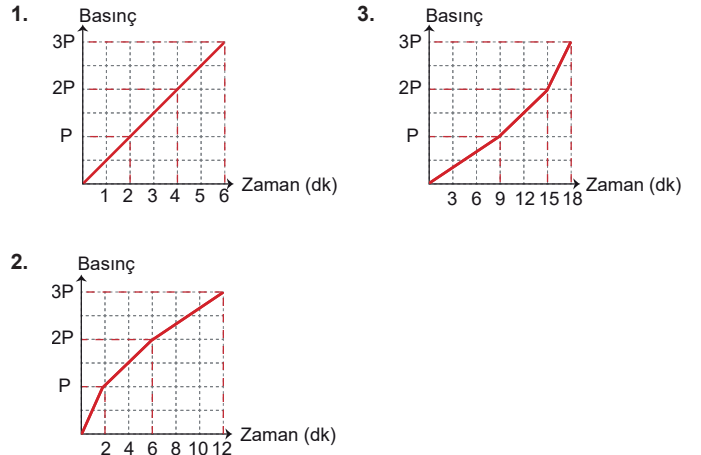 1.
Basınç
3P
2P
P
1 2 3 4 5 6
Zaman (dk)
2.
Basınç
3P
2P
P
2 4 6 8 10 12
Zaman (dk)
3.
Basınç
3P
2P
P
3 6 9 12 15 18
Zaman (dk)